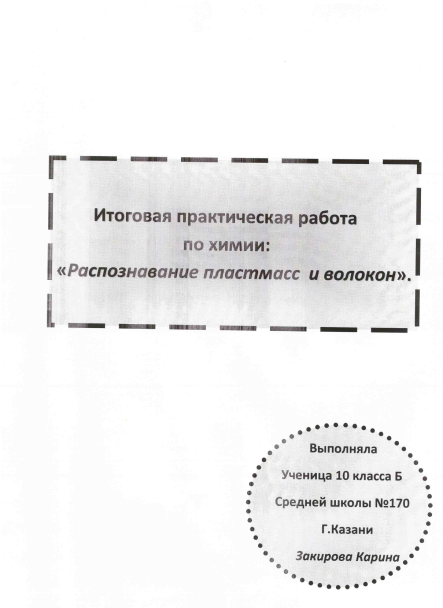 Итоговая практическая работа
по химии:
«Распознавание пластмасс и волокон».
Выполняла
Ученица 10 класса Б
Средней школы №170
Г.Казани
Закирова Карина